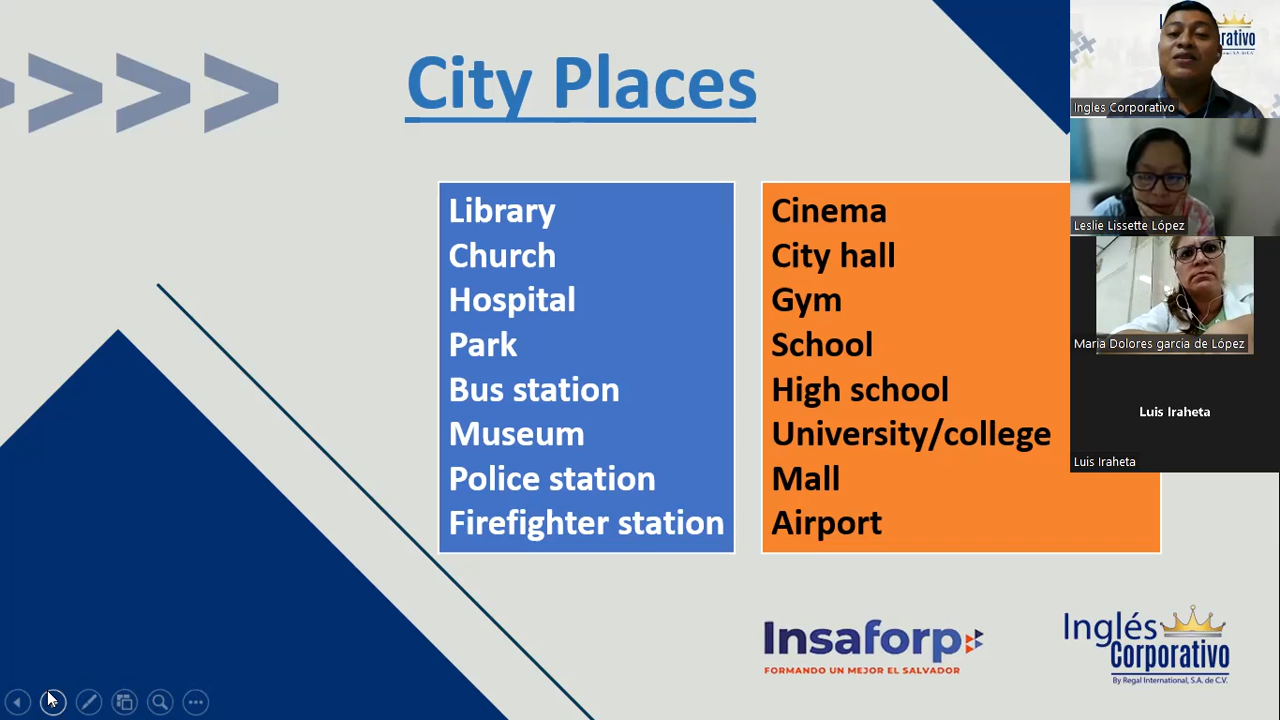 City Places
Library
Church
Hospital
Park
Bus station
Museum
Police station
Firefighter station
Cinema
City hall
Gym
School
High school
University/college
Mall
Airport
Insaforp
FORMANDO UN MEJOR EL SALVADOR
Inglés
Corporativo
By Regal International, S.A. de C.V.
Ingles Corporativo
Leslie Lissette López
Maria Dolores garcia de López
Luis Iraheta
Luis Iraheta